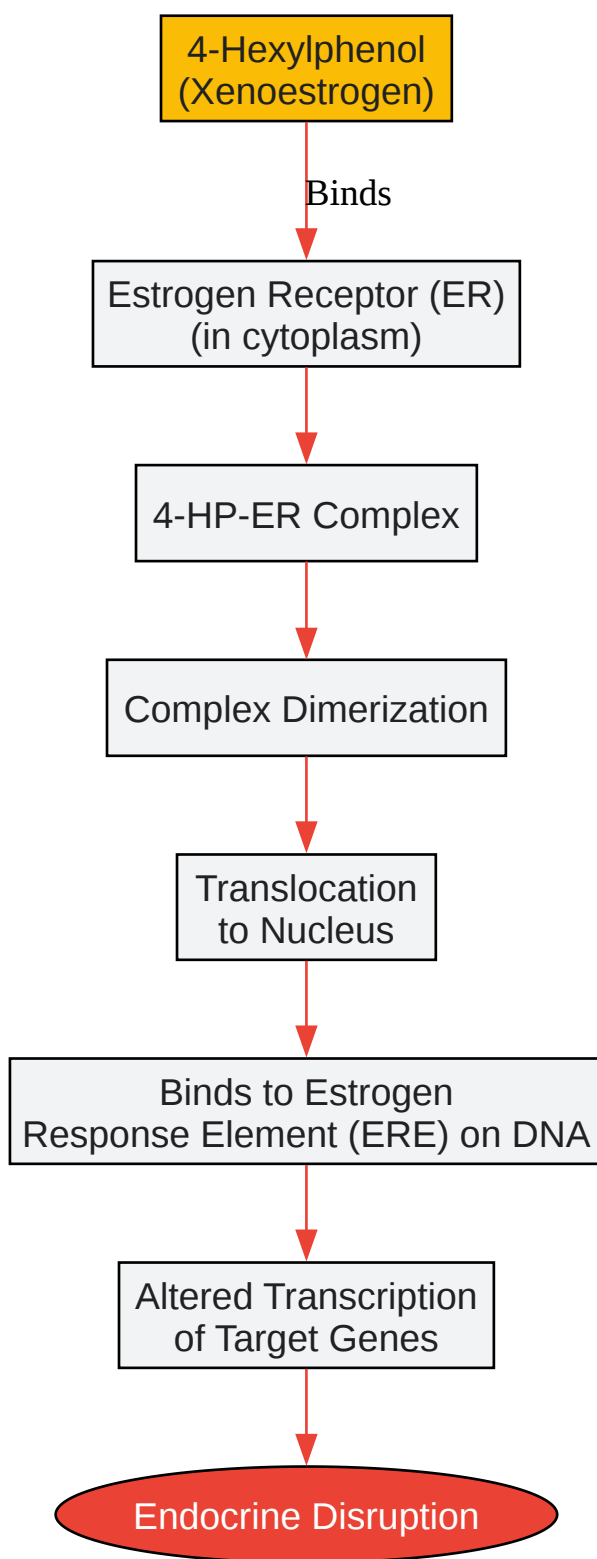 4-Hexylphenol
(Xenoestrogen)
Binds
Estrogen Receptor (ER)
(in cytoplasm)
4-HP-ER Complex
Complex Dimerization
Translocation
to Nucleus
Binds to Estrogen
Response Element (ERE) on DNA
Altered Transcription
of Target Genes
Endocrine Disruption